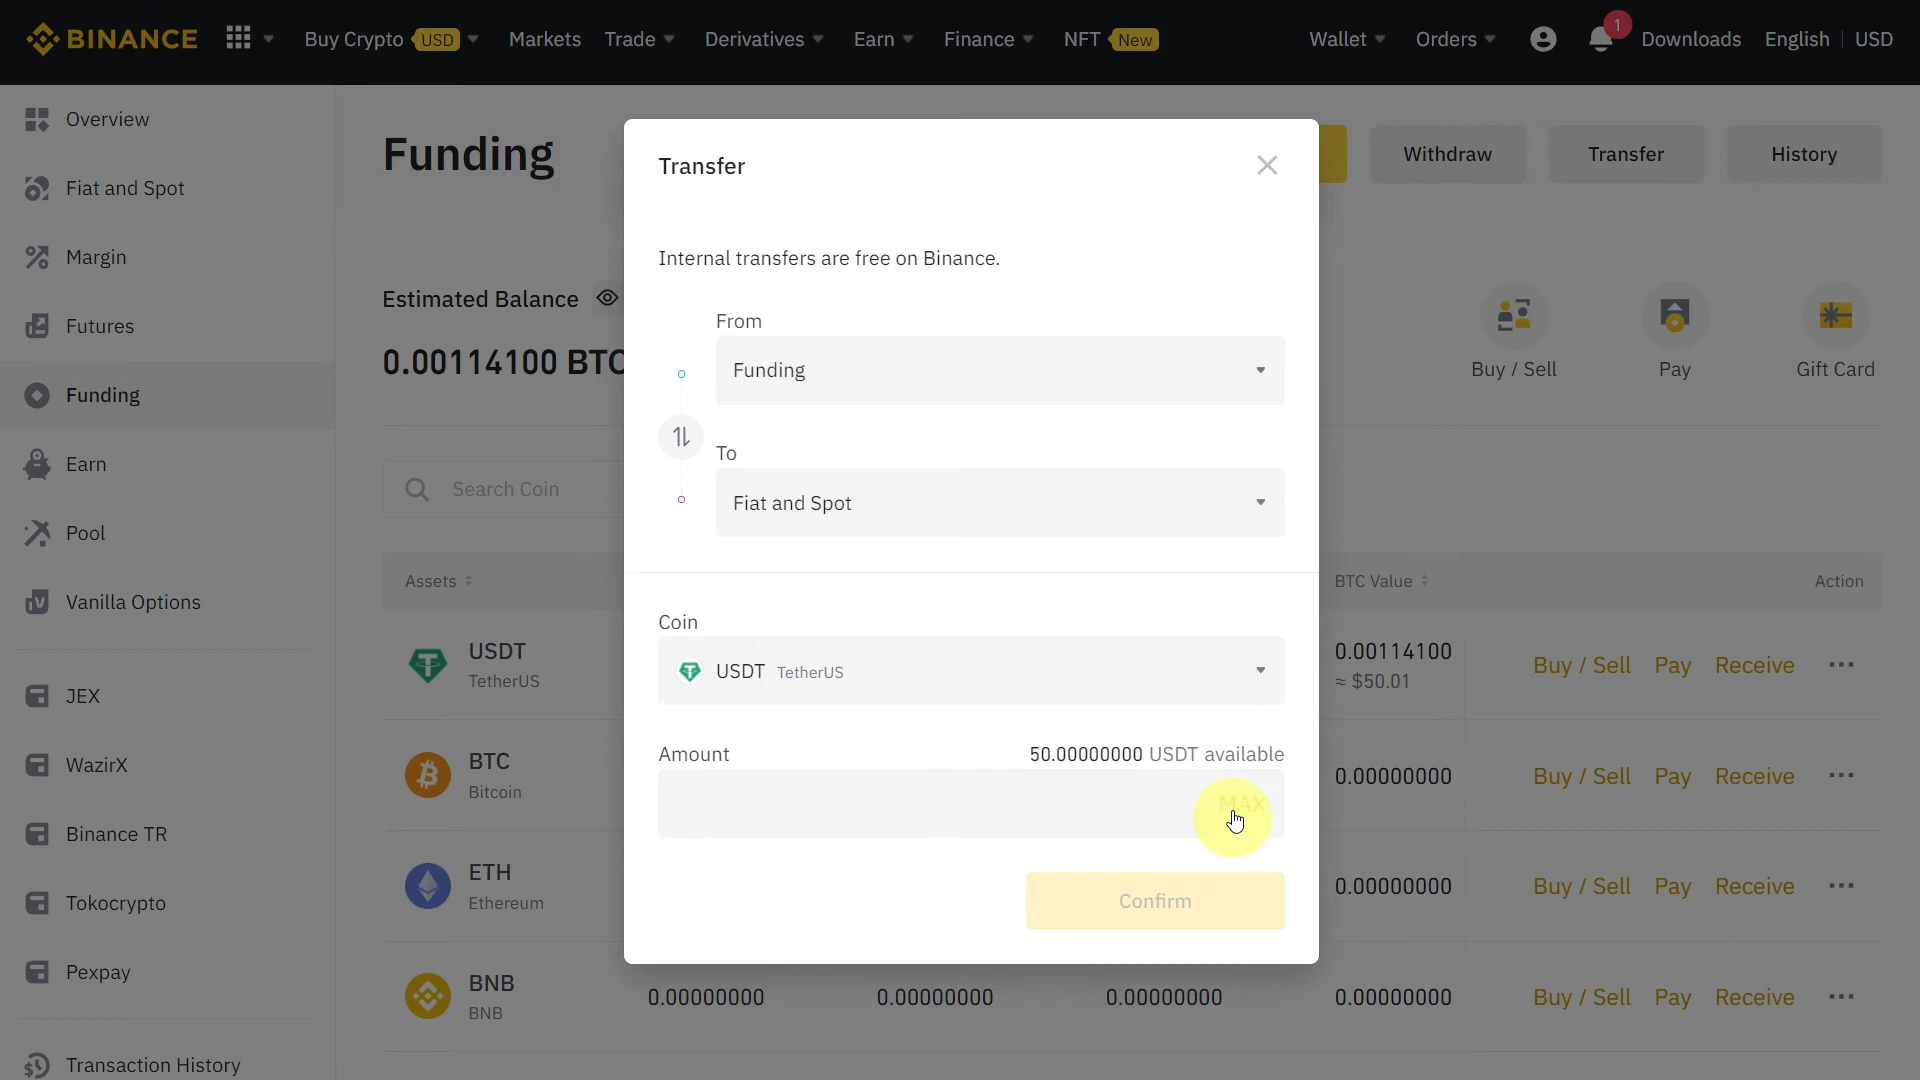 BINANCE
Buy Crypto USD
Markets
Trade
Derivatives
Earn
Finance
NFT New
Wallet
Orders
1
Downloads
English
USD
Overview
Fiat and Spot
Margin
Futures
Funding
Earn
Pool
Vanilla Options
JEX
WazirX
Binance TR
Tokocrypto
Pexpay
Transaction History
Funding
Withdraw
Transfer
History
Estimated Balance
0.00114100 BTC
Buy / Sell
Pay
Gift Card
Search Coin
Assets
BTC Value
Action
USDT
TetherUS
0.00114100
≈ $50.01
Buy / Sell Pay Receive
BTC
Bitcoin
0.00000000
Buy / Sell Pay Receive
ETH
Ethereum
0.00000000
Buy / Sell Pay Receive
BNB
BNB
0.00000000 0.00000000 0.00000000 0.00000000
Buy / Sell Pay Receive
Transfer
Internal transfers are free on Binance.
From
Funding
To
Fiat and Spot
Coin
USDT TetherUS
Amount
50.00000000 USDT available
MAX
Confirm